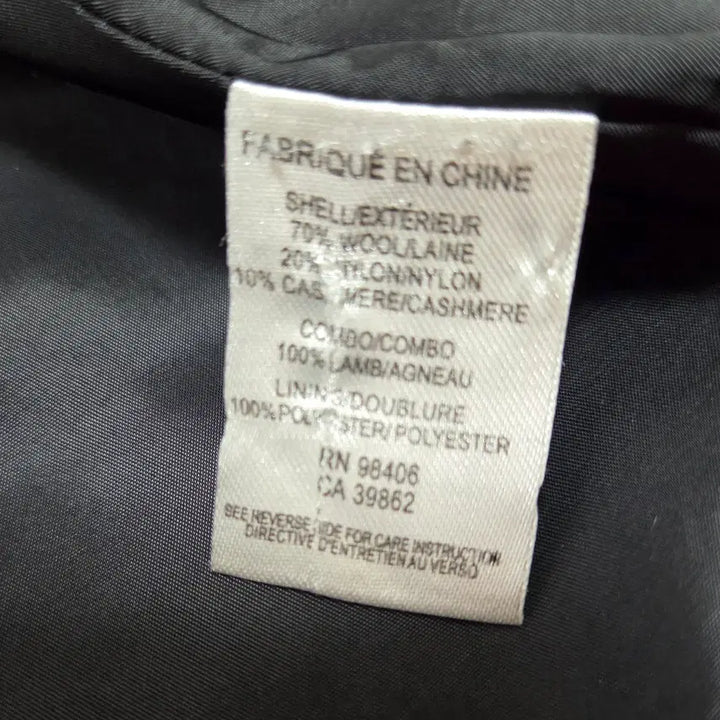 FABRIQUÉ EN CHINE
SHELL/EXTÉRIEUR
70% WOOL/LAINE
20% NYLON/NYLON
10% CASHMERE/CASHMERE
COMBO/COMBO
100% LAMB/AGNEAU
LINING/DOUBLURE
100% POLYESTER/POLYESTER
RN 98406
CA 39862
SEE REVERSE SIDE FOR CARE INSTRUCTION
DIRECTIVE D'ENTRETIEN AU VERSO